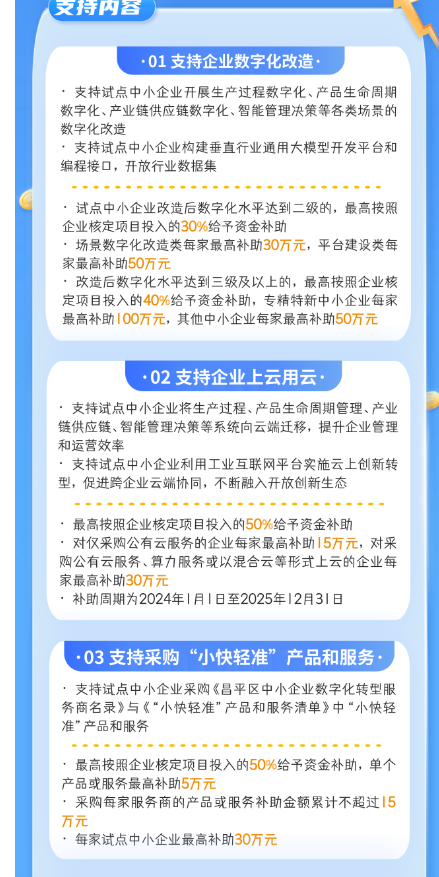 支持内容
·01 支持企业数字化改造·
· 支持试点中小企业开展生产过程数字化、产品生命周期
数字化、产业链供应链数字化、智能管理决策等各类场景的
数字化改造
· 支持试点中小企业构建垂直行业通用大模型开发平台和
编程接口，开放行业数据集
· 试点中小企业改造后数字化水平达到二级的，最高按照
企业核定项目投入的30%给予资金补助
· 场景数字化改造类每家最高补助30万元，平台建设类每
家最高补助50万元
· 改造后数字化水平达到三级及以上的，最高按照企业核
定项目投入的40%给予资金补助，专精特新中小企业每家
最高补助100万元，其他中小企业每家最高补助50万元
·02 支持企业上云用云·
· 支持试点中小企业将生产过程、产品生命周期管理、产业
链供应链、智能管理决策等系统向云端迁移，提升企业管理
和运营效率
· 支持试点中小企业利用工业互联网平台实施云上创新转
型，促进跨企业云端协同，不断融入开放创新生态
· 最高按照企业核定项目投入的50%给予资金补助
· 对仅采购公有云服务的企业每家最高补助15万元，对采
购公有云服务、算力服务或以混合云等形式上云的企业每
家最高补助30万元
· 补助周期为2024年1月1日至2025年12月31日
·03 支持采购“小快轻准”产品和服务·
· 支持试点中小企业采购《昌平区中小企业数字化转型服
务商名录》与《“小快轻准”产品和服务清单》中“小快轻
准”产品和服务
· 最高按照企业核定项目投入的50%给予资金补助，单个
产品或服务最高补助5万元
· 采购每家服务商的产品或服务补助金额累计不超过15
万元
· 每家试点中小企业最高补助30万元